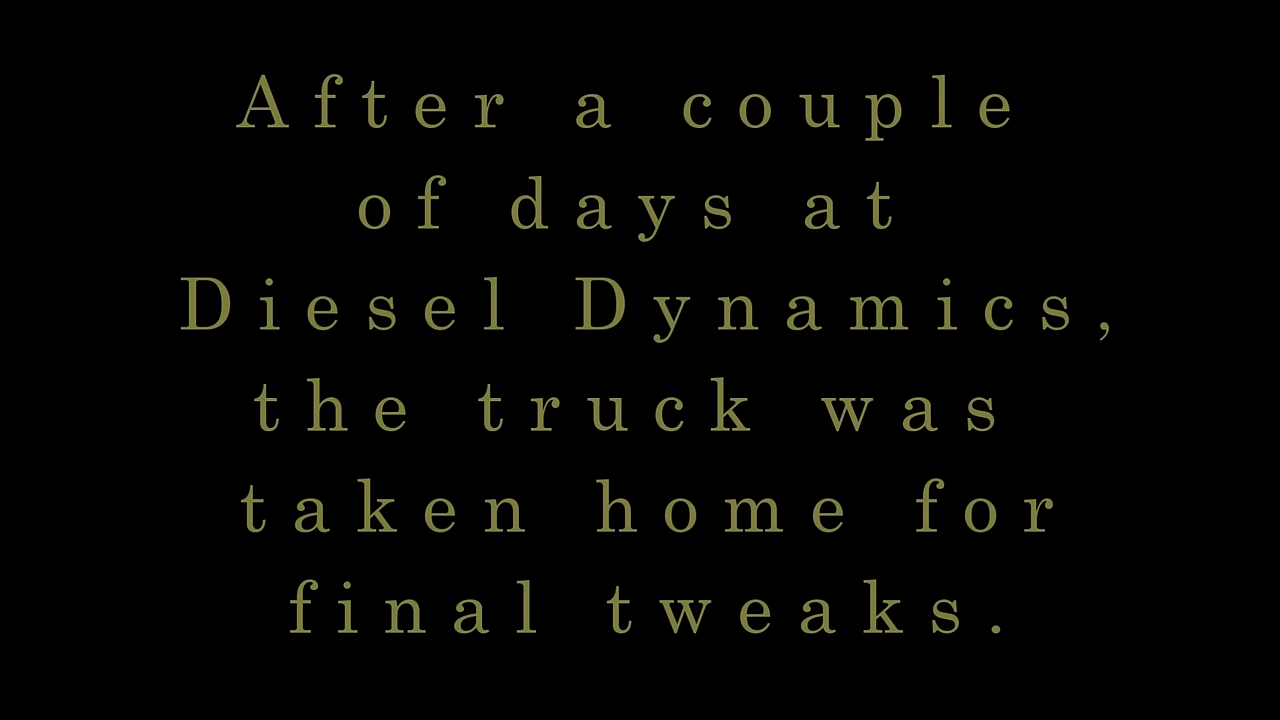 After a couple
of days at
Diesel Dynamics,
the truck was
taken home for
final tweaks.